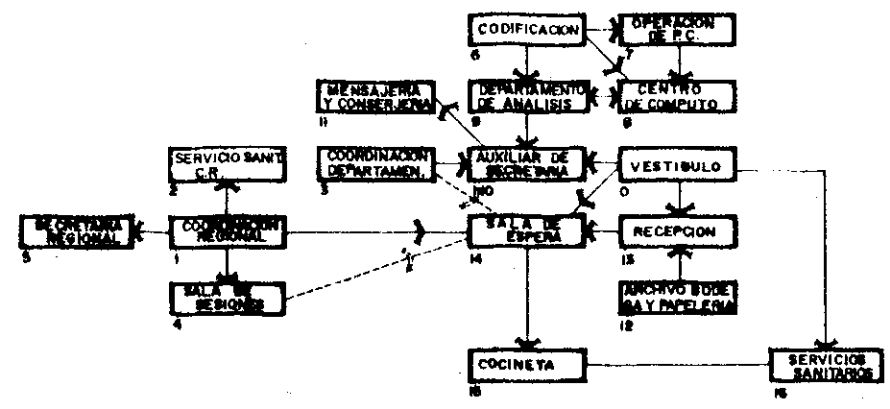 CODIFICACION
6
OPERACION
DE P.C.
7
MENSAJERIA
Y CONSERJERIA
11
DEPARTAMENTO
DE ANALISIS
9
CENTRO
DE COMPUTO
8
SERVICIO SANIT.
C.R.
2
COORDINACION
DEPARTAMEN.
3
AUXILIAR DE
SECRETARIA
10
VESTIBULO
0
SECRETARIA
REGIONAL
5
COORDINACION
REGIONAL
1
SALA DE
ESPERA
14
RECEPCION
13
SALA DE
SESIONES
4
ARCHIVO BODE
GA Y PAPELERIA
12
COCINETA
SERVICIOS
SANITARIOS